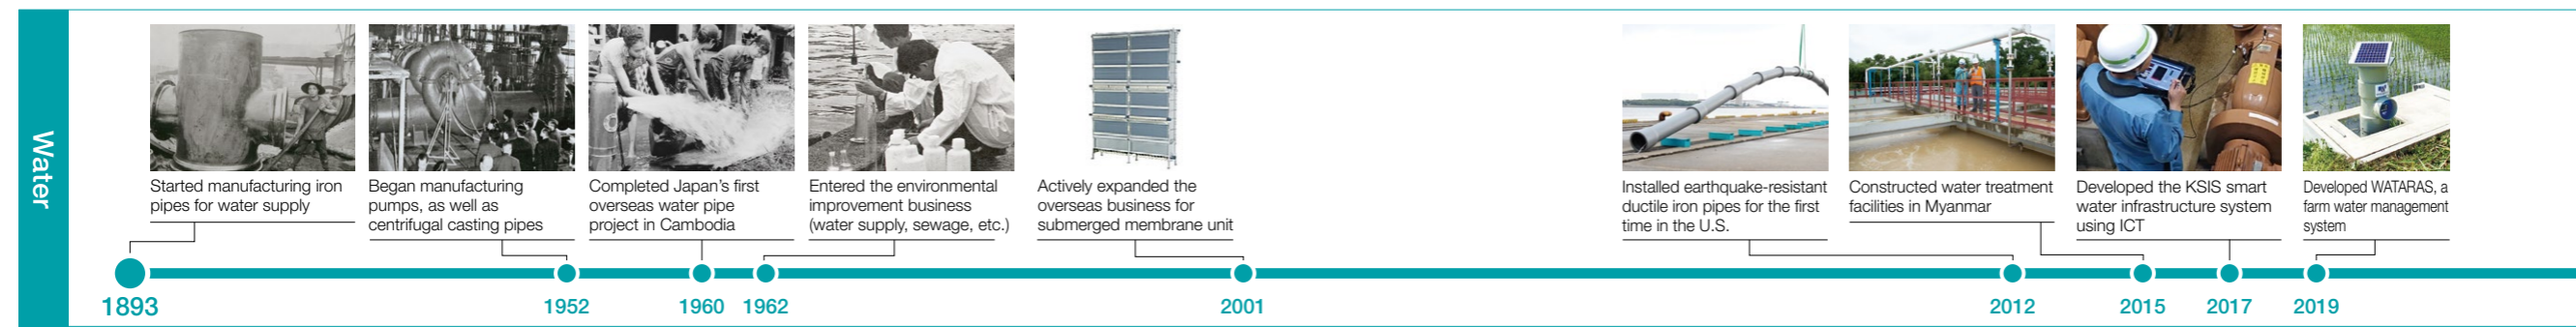 Water
Started manufacturing iron
pipes for water supply
Began manufacturing
pumps, as well as
centrifugal casting pipes
Completed Japan's first
overseas water pipe
project in Cambodia
Entered the environmental
improvement business
(water supply, sewage, etc.)
Actively expanded the
overseas business for
submerged membrane unit
Installed earthquake-resistant
ductile iron pipes for the first
time in the U.S.
Constructed water treatment
facilities in Myanmar
Developed the KSIS smart
water infrastructure system
using ICT
Developed WATARAS, a
farm water management
system
1893
1952
1960
1962
2001
2012
2015
2017
2019